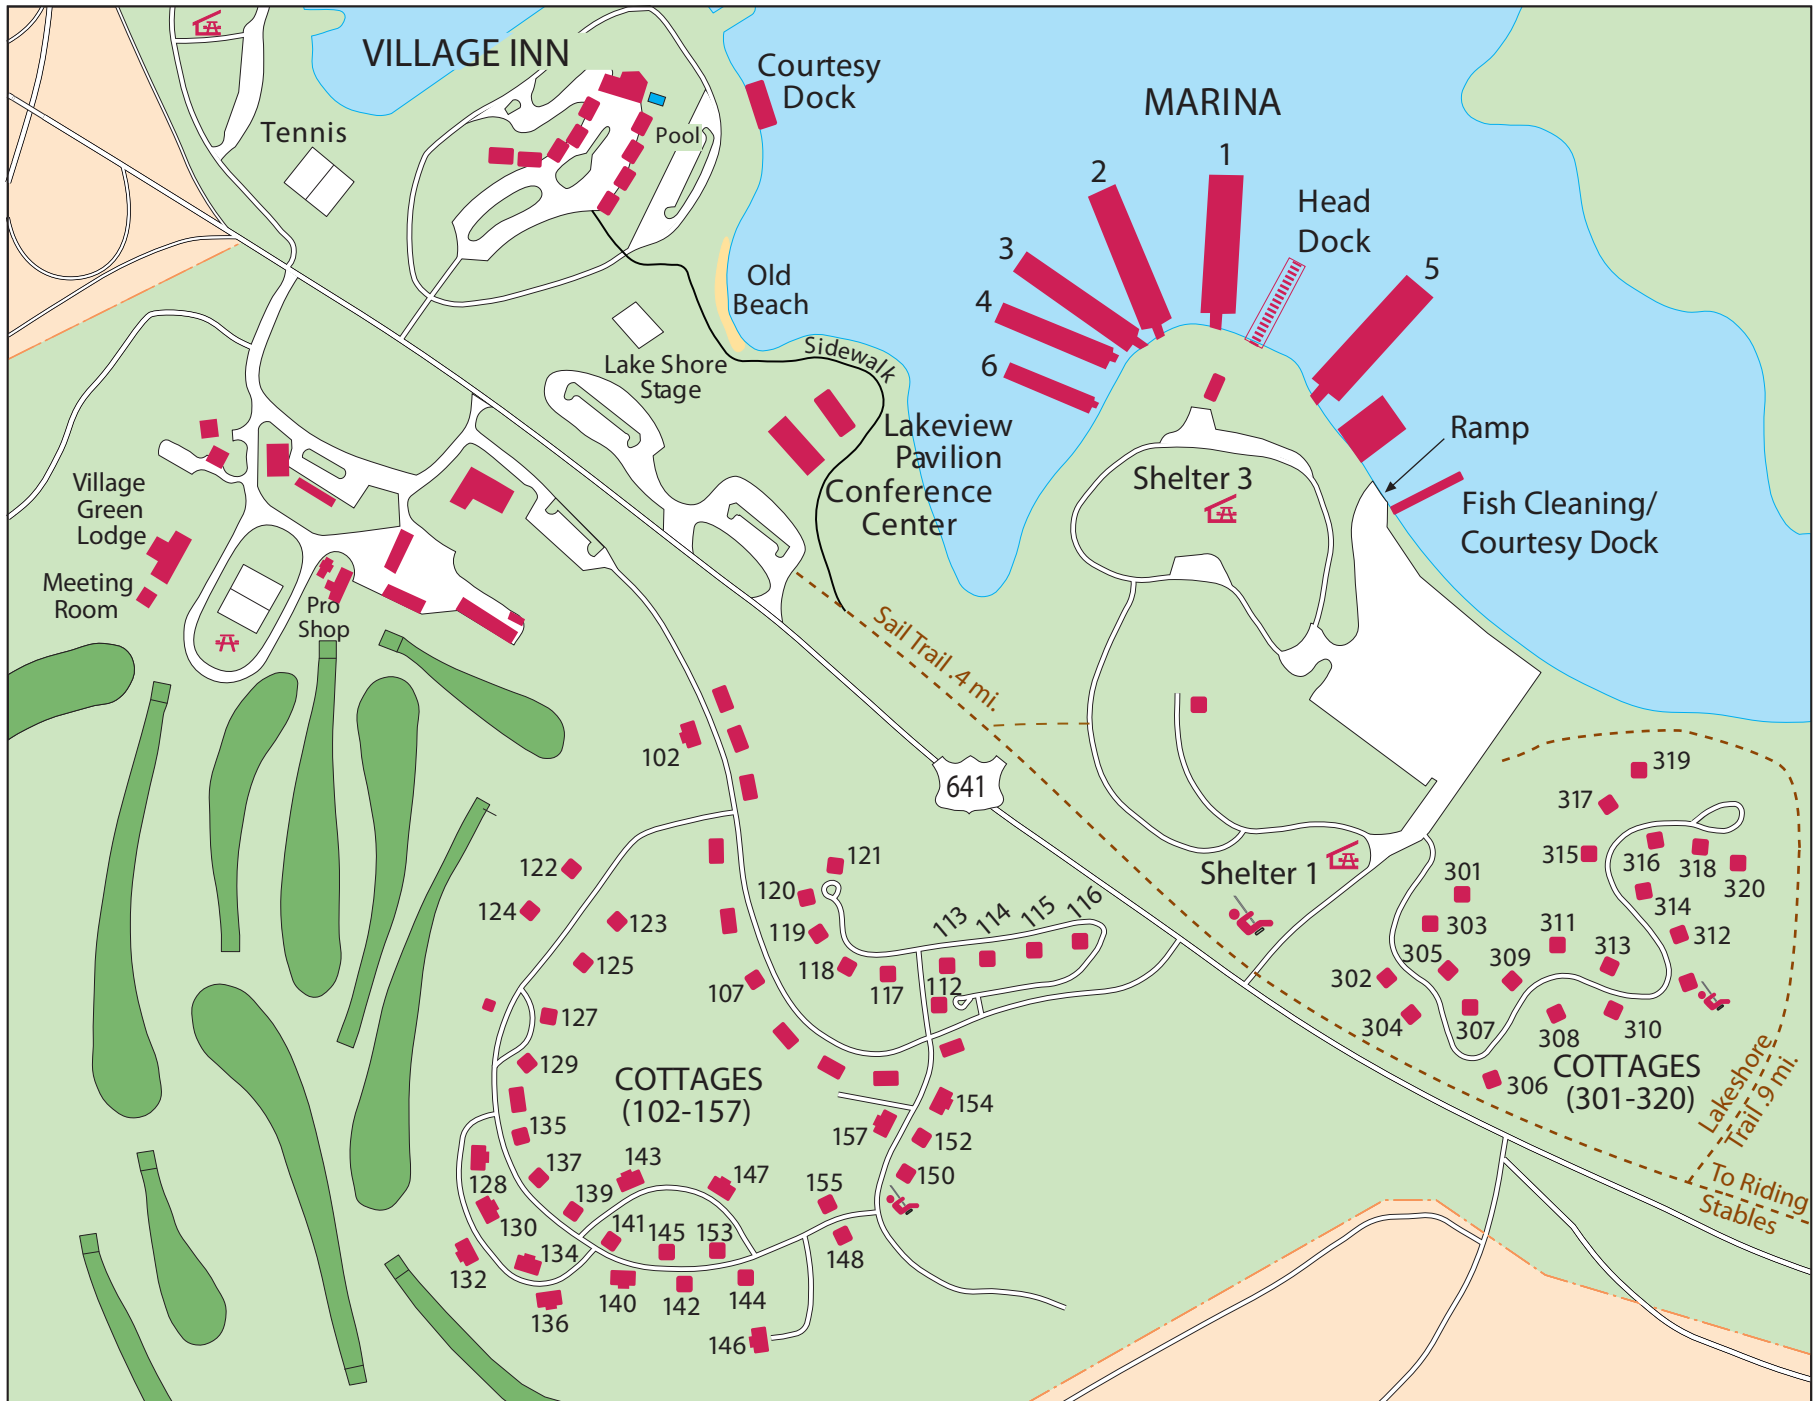 VILLAGE INN
Courtesy
Dock
MARINA
Tennis
Pool
1
2
Head
Dock
3
5
4
Old
Beach
6
Sidewalk
Lake Shore
Stage
Lakeview
Pavilion
Conference
Center
Ramp
Shelter 3
Fish Cleaning/
Courtesy Dock
Village
Green
Lodge
Meeting
Room
Pro
Shop
Sail Trail .4 mi.
102
641
319
317
315
316
318
320
314
312
301
303
305
311
313
309
302
304
307
308
310
306
COTTAGES
(301-320)
Shelter 1
Lakeshore
Trail .9 mi.
To Riding
Stables
121
122
120
124
123
119
113
114
115
116
125
118
117
112
107
127
129
COTTAGES
(102-157)
135
154
157
152
137
143
147
150
128
139
155
130
141
145
153
134
148
132
140
142
144
136
146